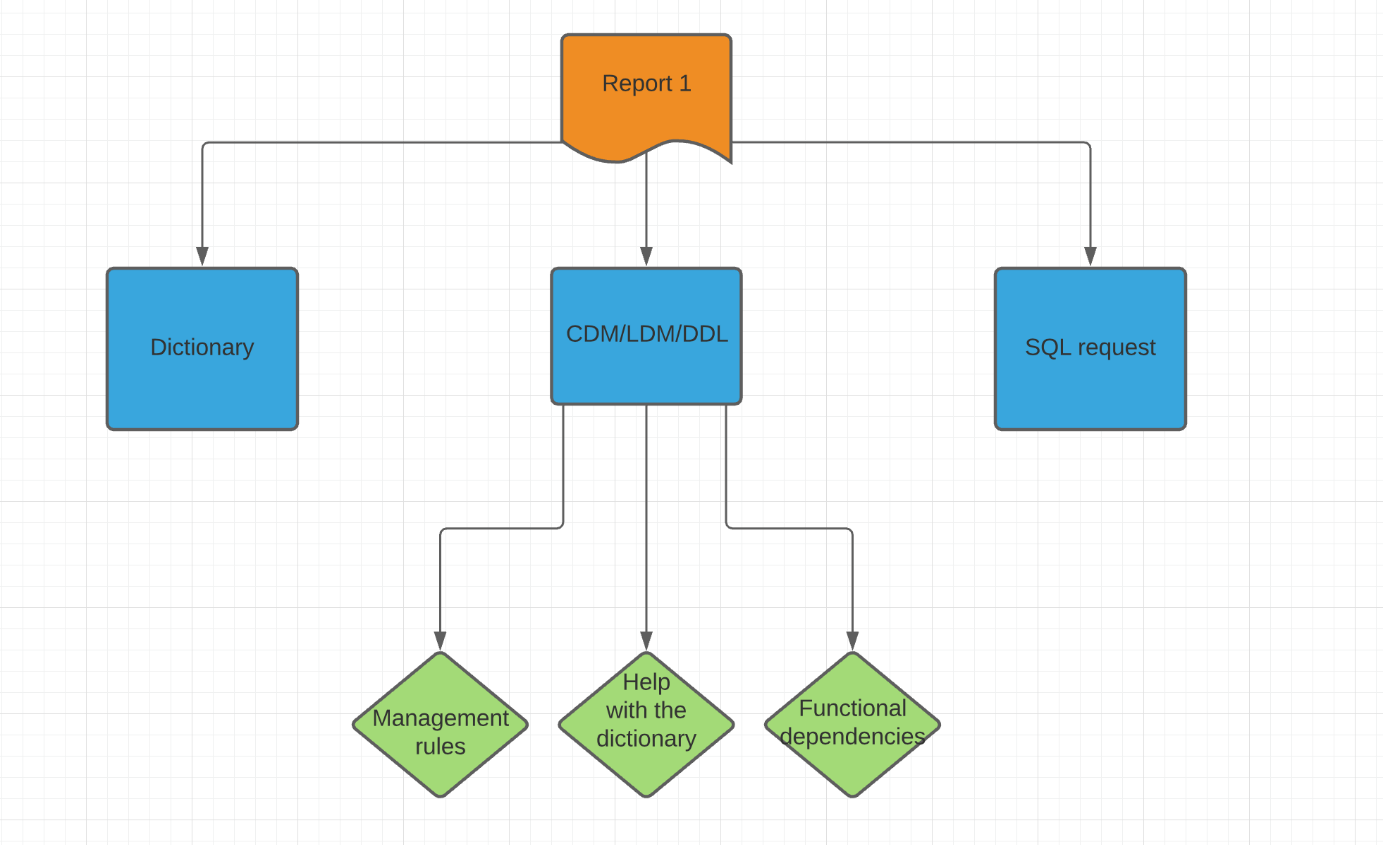 Report 1
Dictionary
CDM/LDM/DDL
SQL request
Management
rules
Help
with the
dictionary
Functional
dependencies